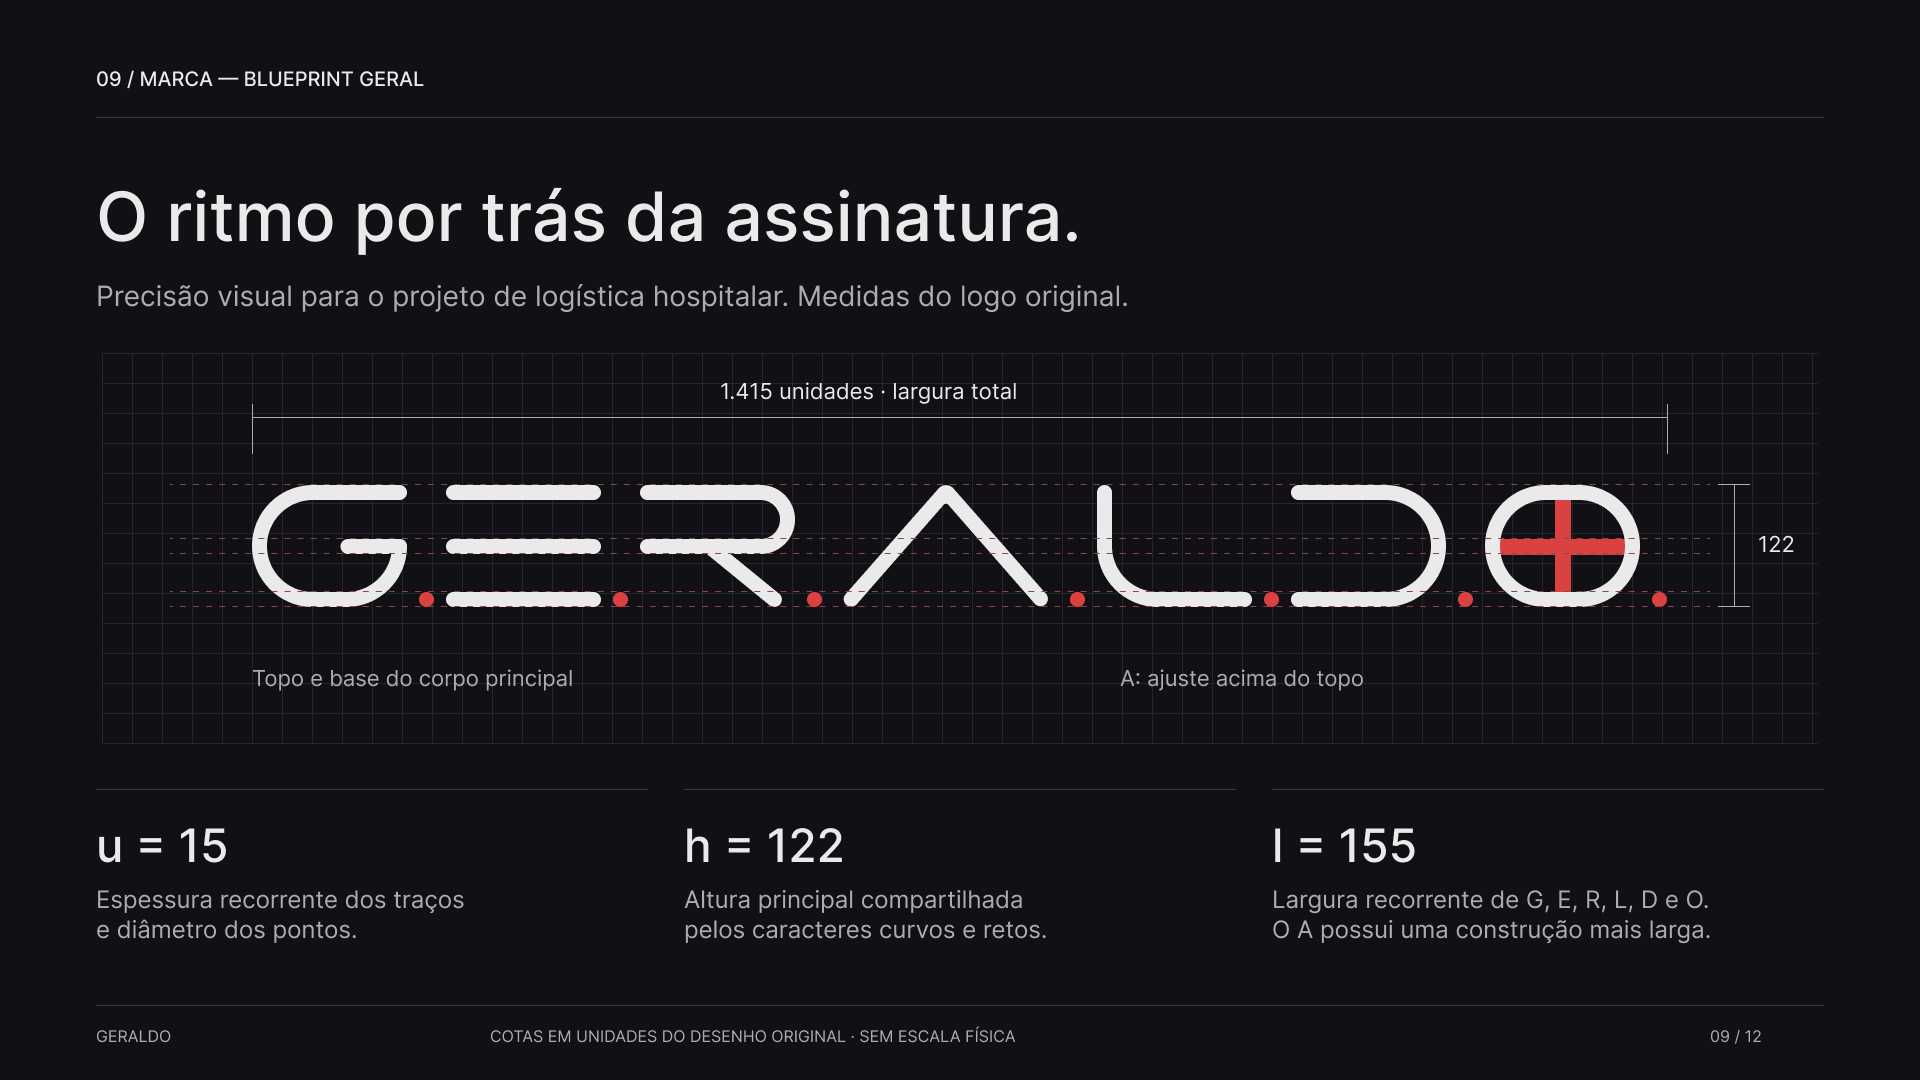 09 / MARCA — BLUEPRINT GERAL
O ritmo por trás da assinatura.
Precisão visual para o projeto de logística hospitalar. Medidas do logo original.
1.415 unidades · largura total
G.E.R.A.L.D.O.
122
Topo e base do corpo principal
A: ajuste acima do topo
u = 15
Espessura recorrente dos traços
e diâmetro dos pontos.
h = 122
Altura principal compartilhada
pelos caracteres curvos e retos.
l = 155
Largura recorrente de G, E, R, L, D e O.
O A possui uma construção mais larga.
GERALDO
COTAS EM UNIDADES DO DESENHO ORIGINAL · SEM ESCALA FÍSICA
09 / 12